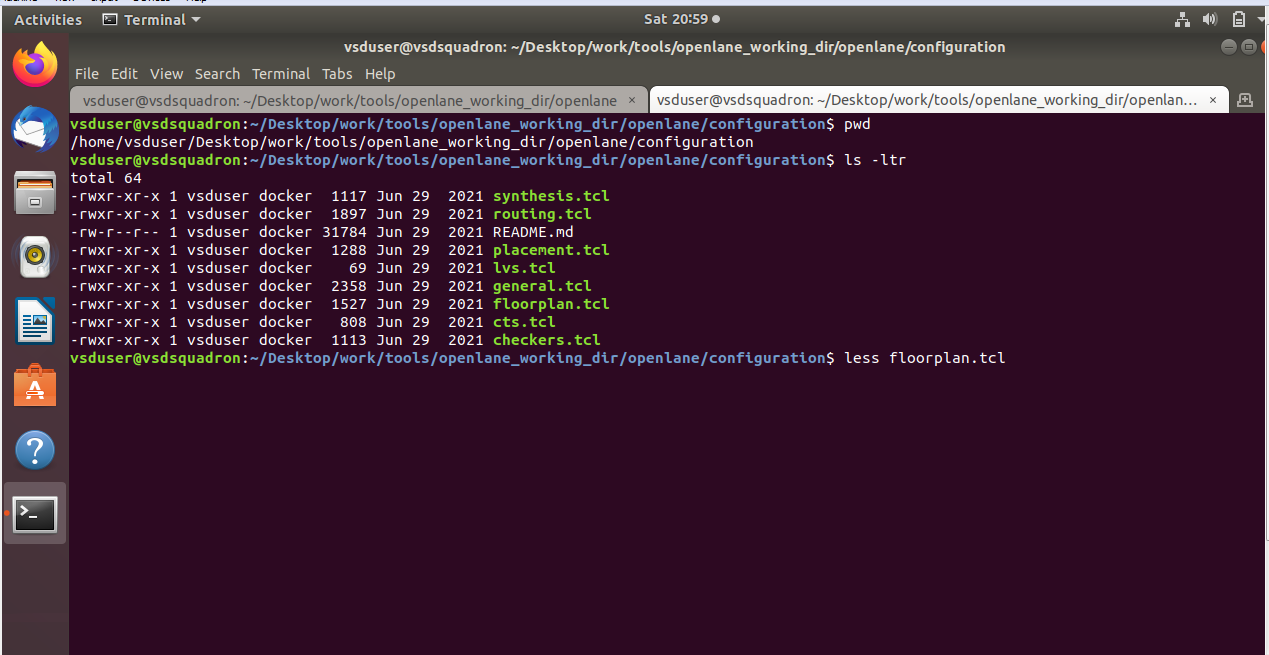 Activities Terminal Sat 20:59
vsduser@vsdsquadron: ~/Desktop/work/tools/openlane_working_dir/openlane/configuration
File Edit View Search Terminal Tabs Help
vsduser@vsdsquadron: ~/Desktop/work/tools/openlane_working_dir/openlane × vsduser@vsdsquadron: ~/Desktop/work/tools/openlane_working_dir/openlan... ×
vsduser@vsdsquadron:~/Desktop/work/tools/openlane_working_dir/openlane/configuration$ pwd
/home/vsduser/Desktop/work/tools/openlane_working_dir/openlane/configuration
vsduser@vsdsquadron:~/Desktop/work/tools/openlane_working_dir/openlane/configuration$ ls -ltr
total 64
-rwxr-xr-x 1 vsduser docker  1117 Jun 29  2021 synthesis.tcl
-rwxr-xr-x 1 vsduser docker  1897 Jun 29  2021 routing.tcl
-rw-r--r-- 1 vsduser docker 31784 Jun 29  2021 README.md
-rwxr-xr-x 1 vsduser docker  1288 Jun 29  2021 placement.tcl
-rwxr-xr-x 1 vsduser docker    69 Jun 29  2021 lvs.tcl
-rwxr-xr-x 1 vsduser docker  2358 Jun 29  2021 general.tcl
-rwxr-xr-x 1 vsduser docker  1527 Jun 29  2021 floorplan.tcl
-rwxr-xr-x 1 vsduser docker   808 Jun 29  2021 cts.tcl
-rwxr-xr-x 1 vsduser docker  1113 Jun 29  2021 checkers.tcl
vsduser@vsdsquadron:~/Desktop/work/tools/openlane_working_dir/openlane/configuration$ less floorplan.tcl